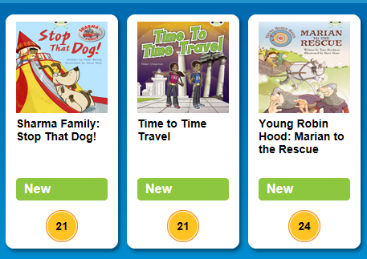 Stop
That Dog!
Sharma Family:
Stop That Dog!
New
21
Time To
Time Travel
Time to Time
Travel
New
21
MARIAN
TO THE
RESCUE
Young Robin
Hood: Marian to
the Rescue
New
24